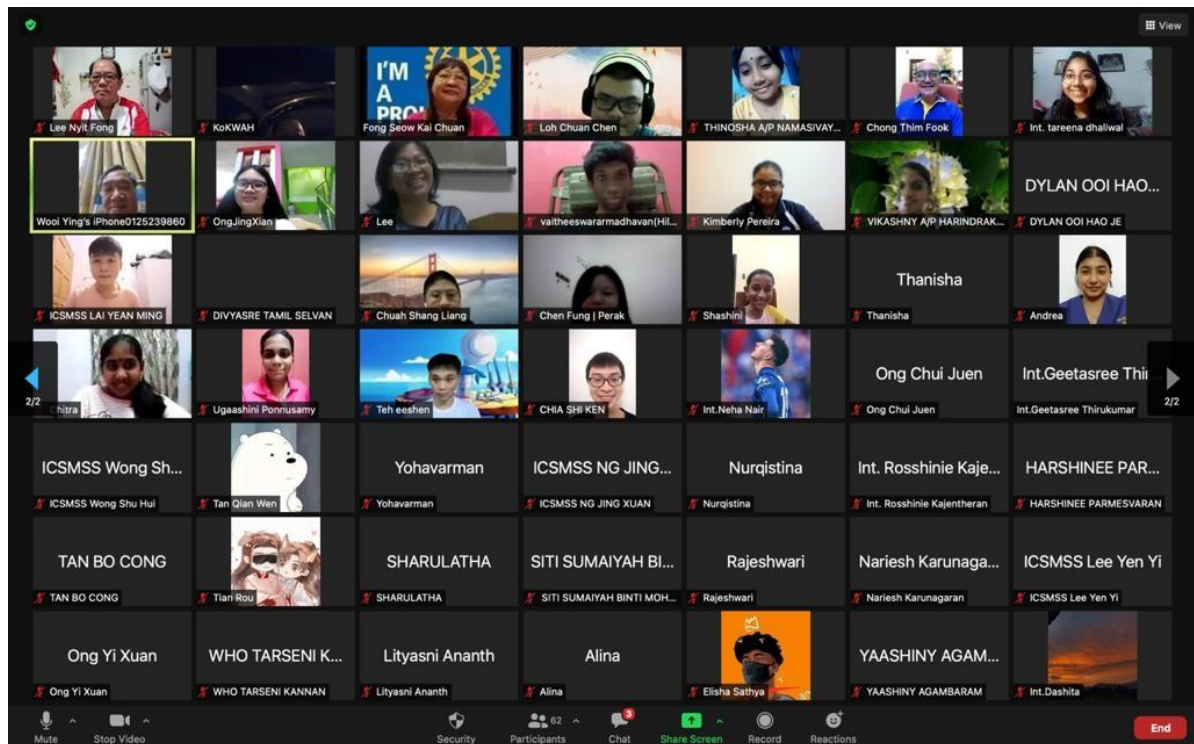 View
I'M
A
Lee Nyit Fong
KoKWAH
Fong Seow Kai Chuan
Loh Chuan Chen
THINOSHA A/P NAMASIVAY...
Chong Thim Fook
Int. tareena dhaliwal
DYLAN OOI HAO...
Wooi Ying's iPhone0125239860
OngJingXian
Lee
vaitheeswararmadhavan(Hil...
Kimberly Pereira
VIKASHNY A/P HARINDRAK...
DYLAN OOI HAO JE
Thanisha
ICSMSS LAI YEAN MING
DIVYASRE TAMIL SELVAN
Chuah Shang Liang
Chen Fung | Perak
Shashini
Thanisha
Andrea
Ong Chui Juen
Int.Geetasree Thir...
2/2
2/2
Chitra
Ugaashini Ponnusamy
Teh eeshen
CHIA SHI KEN
Int.Neha Nair
Ong Chui Juen
Int.Geetasree Thirukumar
ICSMSS Wong Sh...
Yohavarman
ICSMSS NG JING...
Nurqistina
Int. Rosshinie Kaje...
HARSHINEE PAR...
ICSMSS Wong Shu Hui
Tan Qian Wen
Yohavarman
ICSMSS NG JING XUAN
Nurqistina
Int. Rosshinie Kajentheran
HARSHINEE PARMESVARAN
TAN BO CONG
SHARULATHA
SITI SUMAIYAH BI...
Rajeshwari
Nariesh Karunaga...
ICSMSS Lee Yen Yi
TAN BO CONG
Tian Rou
SHARULATHA
SITI SUMAIYAH BINTI MOH...
Rajeshwari
Nariesh Karunagaran
ICSMSS Lee Yen Yi
Ong Yi Xuan
WHO TARSENI K...
Lityasni Ananth
Alina
YAASHINY AGAM...
Ong Yi Xuan
WHO TARSENI KANNAN
Lityasni Ananth
Alina
Elisha Sathya
YAASHINY AGAMBARAM
Int.Dashita
62
3
Mute
Stop Video
Security
Participants
Chat
Share Screen
Record
Reactions
End